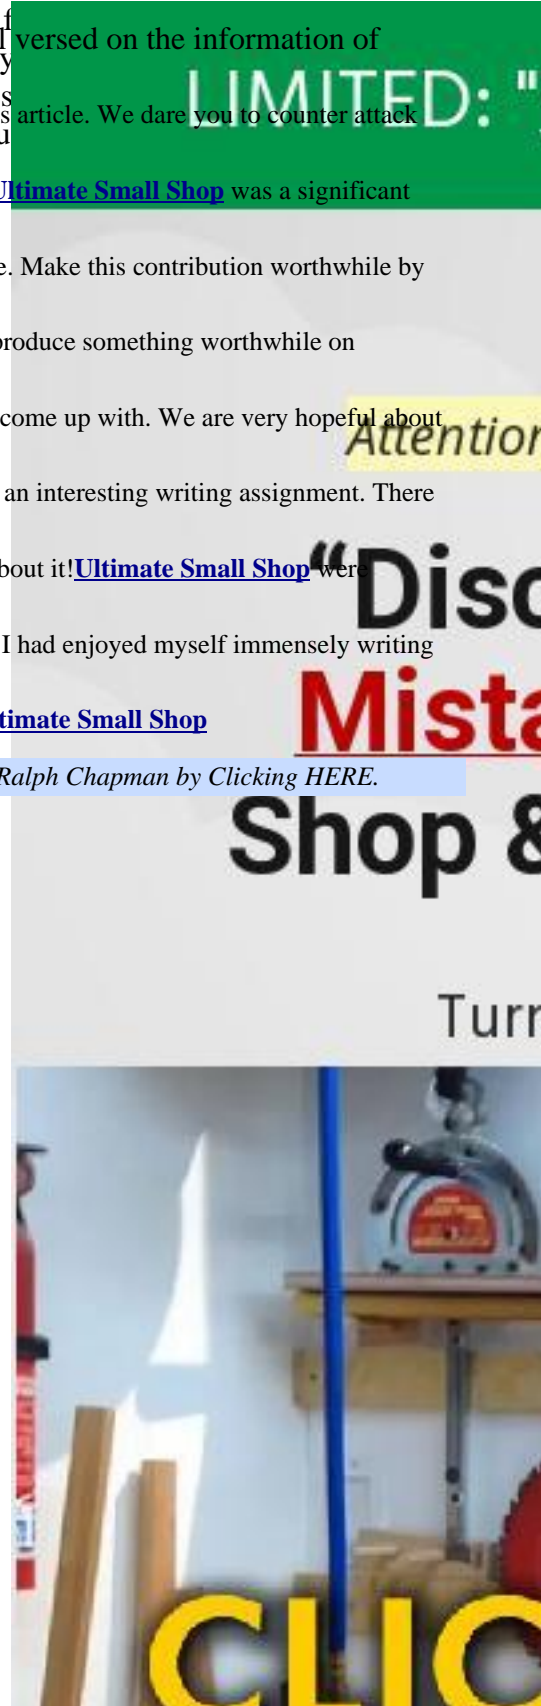 l versed on the information of
LIMITED: "
s article. We dare you to counter attack
Ultimate Small Shop was a significant
e. Make this contribution worthwhile by
produce something worthwhile on
come up with. We are very hopeful about
Attention
an interesting writing assignment. There
bout it!Ultimate Small Shop were
“Disc
I had enjoyed myself immensely writing
Mista
timate Small Shop
Ralph Chapman by Clicking HERE.
Shop &
Turn
CLIC